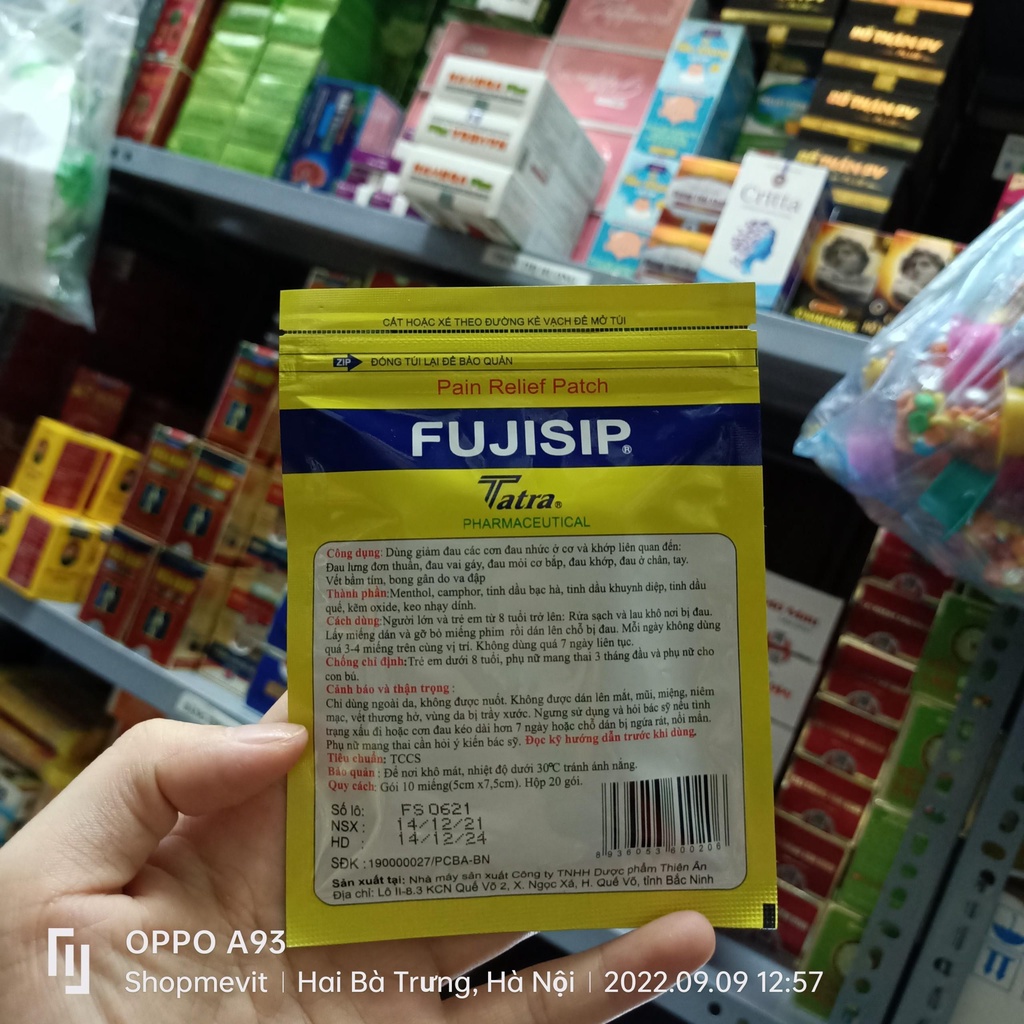 CẮT HOẶC XÉ THEO ĐƯỜNG KẺ VẠCH ĐỂ MỞ TÚI
ZIP ĐÓNG TÚI LẠI ĐỂ BẢO QUẢN
Pain Relief Patch
FUJISIP®
Tatra®
PHARMACEUTICAL
Công dụng: Dùng giảm đau các cơn đau nhức ở cơ và khớp liên quan đến:
Đau lưng đơn thuần, đau vai gáy, đau mỏi cơ bắp, đau khớp, đau ở chân, tay.
Vết bầm tím, bong gân do va đập
Thành phần:Menthol, camphor, tinh dầu bạc hà, tinh dầu khuynh diệp, tinh dầu
quế, kẽm oxide, keo nhạy dính.
Cách dùng:Người lớn và trẻ em từ 8 tuổi trở lên: Rửa sạch và lau khô nơi bị đau.
Lấy miếng dán và gỡ bỏ miếng phim rồi dán lên chỗ bị đau. Mỗi ngày không dùng
quá 3-4 miếng trên cùng vị trí. Không dùng quá 7 ngày liên tục.
Chống chỉ định:Trẻ em dưới 8 tuổi, phụ nữ mang thai 3 tháng đầu và phụ nữ cho
con bú.
Cảnh báo và thận trọng :
Chỉ dùng ngoài da, không được nuốt. Không được dán lên mắt, mũi, miệng, niêm
mạc, vết thương hở, vùng da bị trầy xước. Ngưng sử dụng và hỏi bác sỹ nếu tình
trạng xấu đi hoặc cơn đau kéo dài hơn 7 ngày hoặc chỗ dán bị ngứa rát, nổi mẩn.
Phụ nữ mang thai cần hỏi ý kiến bác sỹ. Đọc kỹ hướng dẫn trước khi dùng.
Tiêu chuẩn: TCCS
Bảo quản : Để nơi khô mát, nhiệt độ dưới 30°C tránh ánh nắng.
Quy cách: Gói 10 miếng(5cm x7,5cm). Hộp 20 gói.
Số lô: FS 0621
NSX : 14/12/21
HD : 14/12/24
8 936053 600206
SĐK : 190000027/PCBA-BN
Sản xuất tại: Nhà máy sản xuất Công ty TNHH Dược phẩm Thiên Ân
Địa chỉ: Lô II-8.3 KCN Quế Võ 2, X. Ngọc Xá, H. Quế Võ, tỉnh Bắc Ninh
Critta
OPPO A93
Shopmevit | Hai Bà Trưng, Hà Nội | 2022.09.09 12:57